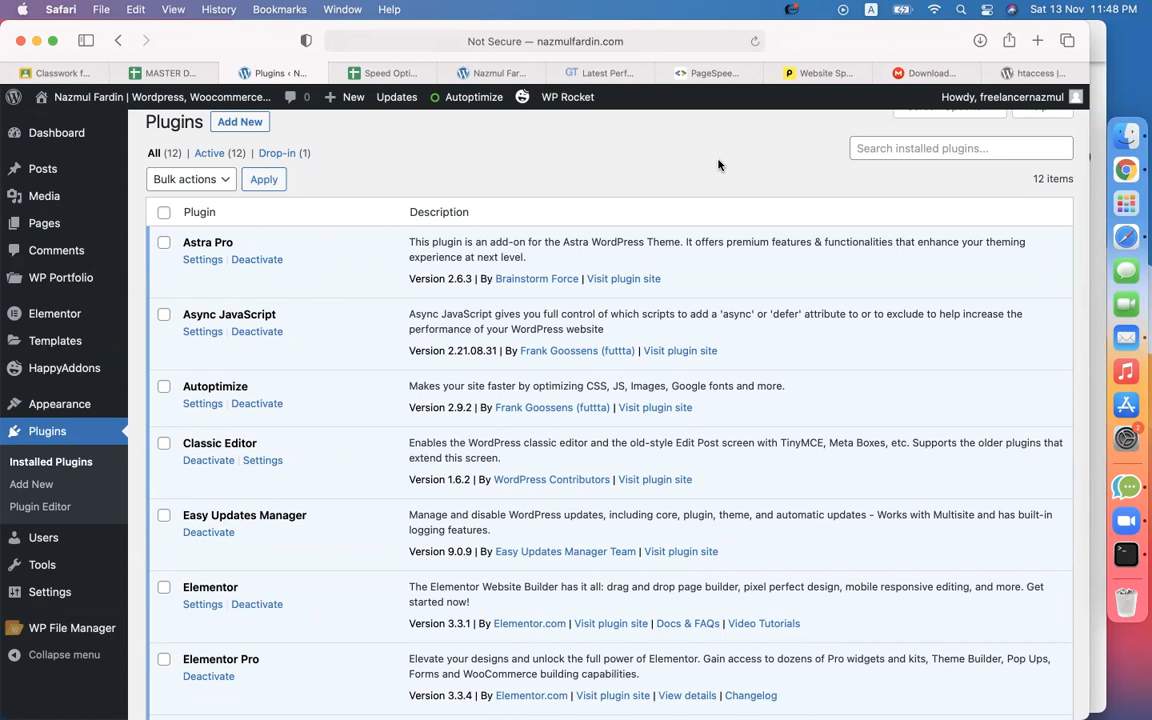 Safari File Edit View History Bookmarks Window Help A Sat 13 Nov 11:48 PM
Not Secure — nazmulfardin.com
Classwork f... MASTER D... Plugins ‹ N... Speed Opti... Nazmul Far... GT Latest Perf... PageSpee... Website Sp... Download... htaccess |...
Nazmul Fardin | Wordpress, Woocommerce... 0 + New Updates Autoptimize WP Rocket Howdy, freelancernazmul
Plugins Add New
All (12) | Active (12) | Drop-in (1)
Search installed plugins...
Bulk actions Apply
12 items
Dashboard
Posts
Media
Pages
Comments
WP Portfolio
Elementor
Templates
HappyAddons
Appearance
Plugins
Installed Plugins
Add New
Plugin Editor
Users
Tools
Settings
WP File Manager
Collapse menu
Plugin Description
Astra Pro
Settings | Deactivate
This plugin is an add-on for the Astra WordPress Theme. It offers premium features & functionalities that enhance your theming
experience at next level.
Version 2.6.3 | By Brainstorm Force | Visit plugin site
Async JavaScript
Settings | Deactivate
Async JavaScript gives you full control of which scripts to add a 'async' or 'defer' attribute to or to exclude to help increase the
performance of your WordPress website
Version 2.21.08.31 | By Frank Goossens (futtta) | Visit plugin site
Autoptimize
Settings | Deactivate
Makes your site faster by optimizing CSS, JS, Images, Google fonts and more.
Version 2.9.2 | By Frank Goossens (futtta) | Visit plugin site
Classic Editor
Deactivate | Settings
Enables the WordPress classic editor and the old-style Edit Post screen with TinyMCE, Meta Boxes, etc. Supports the older plugins that
extend this screen.
Version 1.6.2 | By WordPress Contributors | Visit plugin site
Easy Updates Manager
Deactivate
Manage and disable WordPress updates, including core, plugin, theme, and automatic updates - Works with Multisite and has built-in
logging features.
Version 9.0.9 | By Easy Updates Manager Team | Visit plugin site
Elementor
Settings | Deactivate
The Elementor Website Builder has it all: drag and drop page builder, pixel perfect design, mobile responsive editing, and more. Get
started now!
Version 3.3.1 | By Elementor.com | Visit plugin site | Docs & FAQs | Video Tutorials
Elementor Pro
Deactivate
Elevate your designs and unlock the full power of Elementor. Gain access to dozens of Pro widgets and kits, Theme Builder, Pop Ups,
Forms and WooCommerce building capabilities.
Version 3.3.4 | By Elementor.com | Visit plugin site | View details | Changelog
2